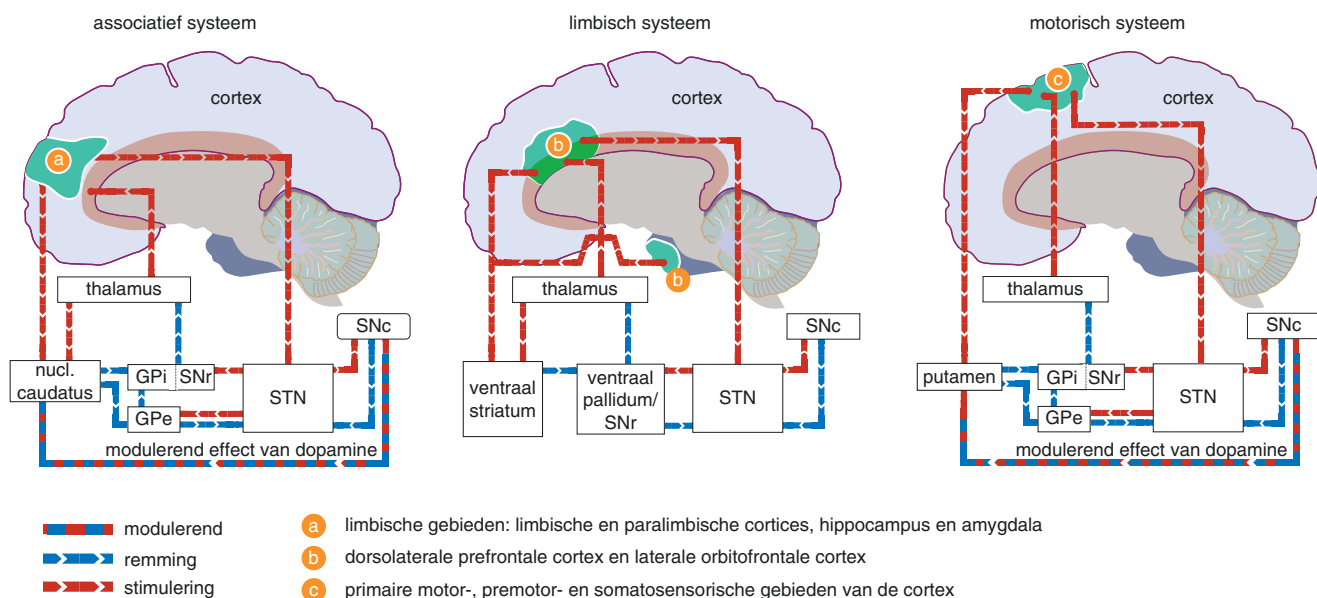 associatief systeem
cortex
a
thalamus
SNc
nucl.
caudatus
GPi SNr
STN
GPe
modulerend effect van dopamine
limbisch systeem
cortex
b
b
thalamus
SNc
ventraal
striatum
ventraal
pallidum/
SNr
STN
motorisch systeem
c
cortex
thalamus
SNc
putamen
GPi SNr
STN
GPe
modulerend effect van dopamine
modulerend
remming
stimulering
a limbische gebieden: limbische en paralimbische cortices, hippocampus en amygdala
b dorsolaterale prefrontale cortex en laterale orbitofrontale cortex
c primaire motor-, premotor- en somatosensorische gebieden van de cortex